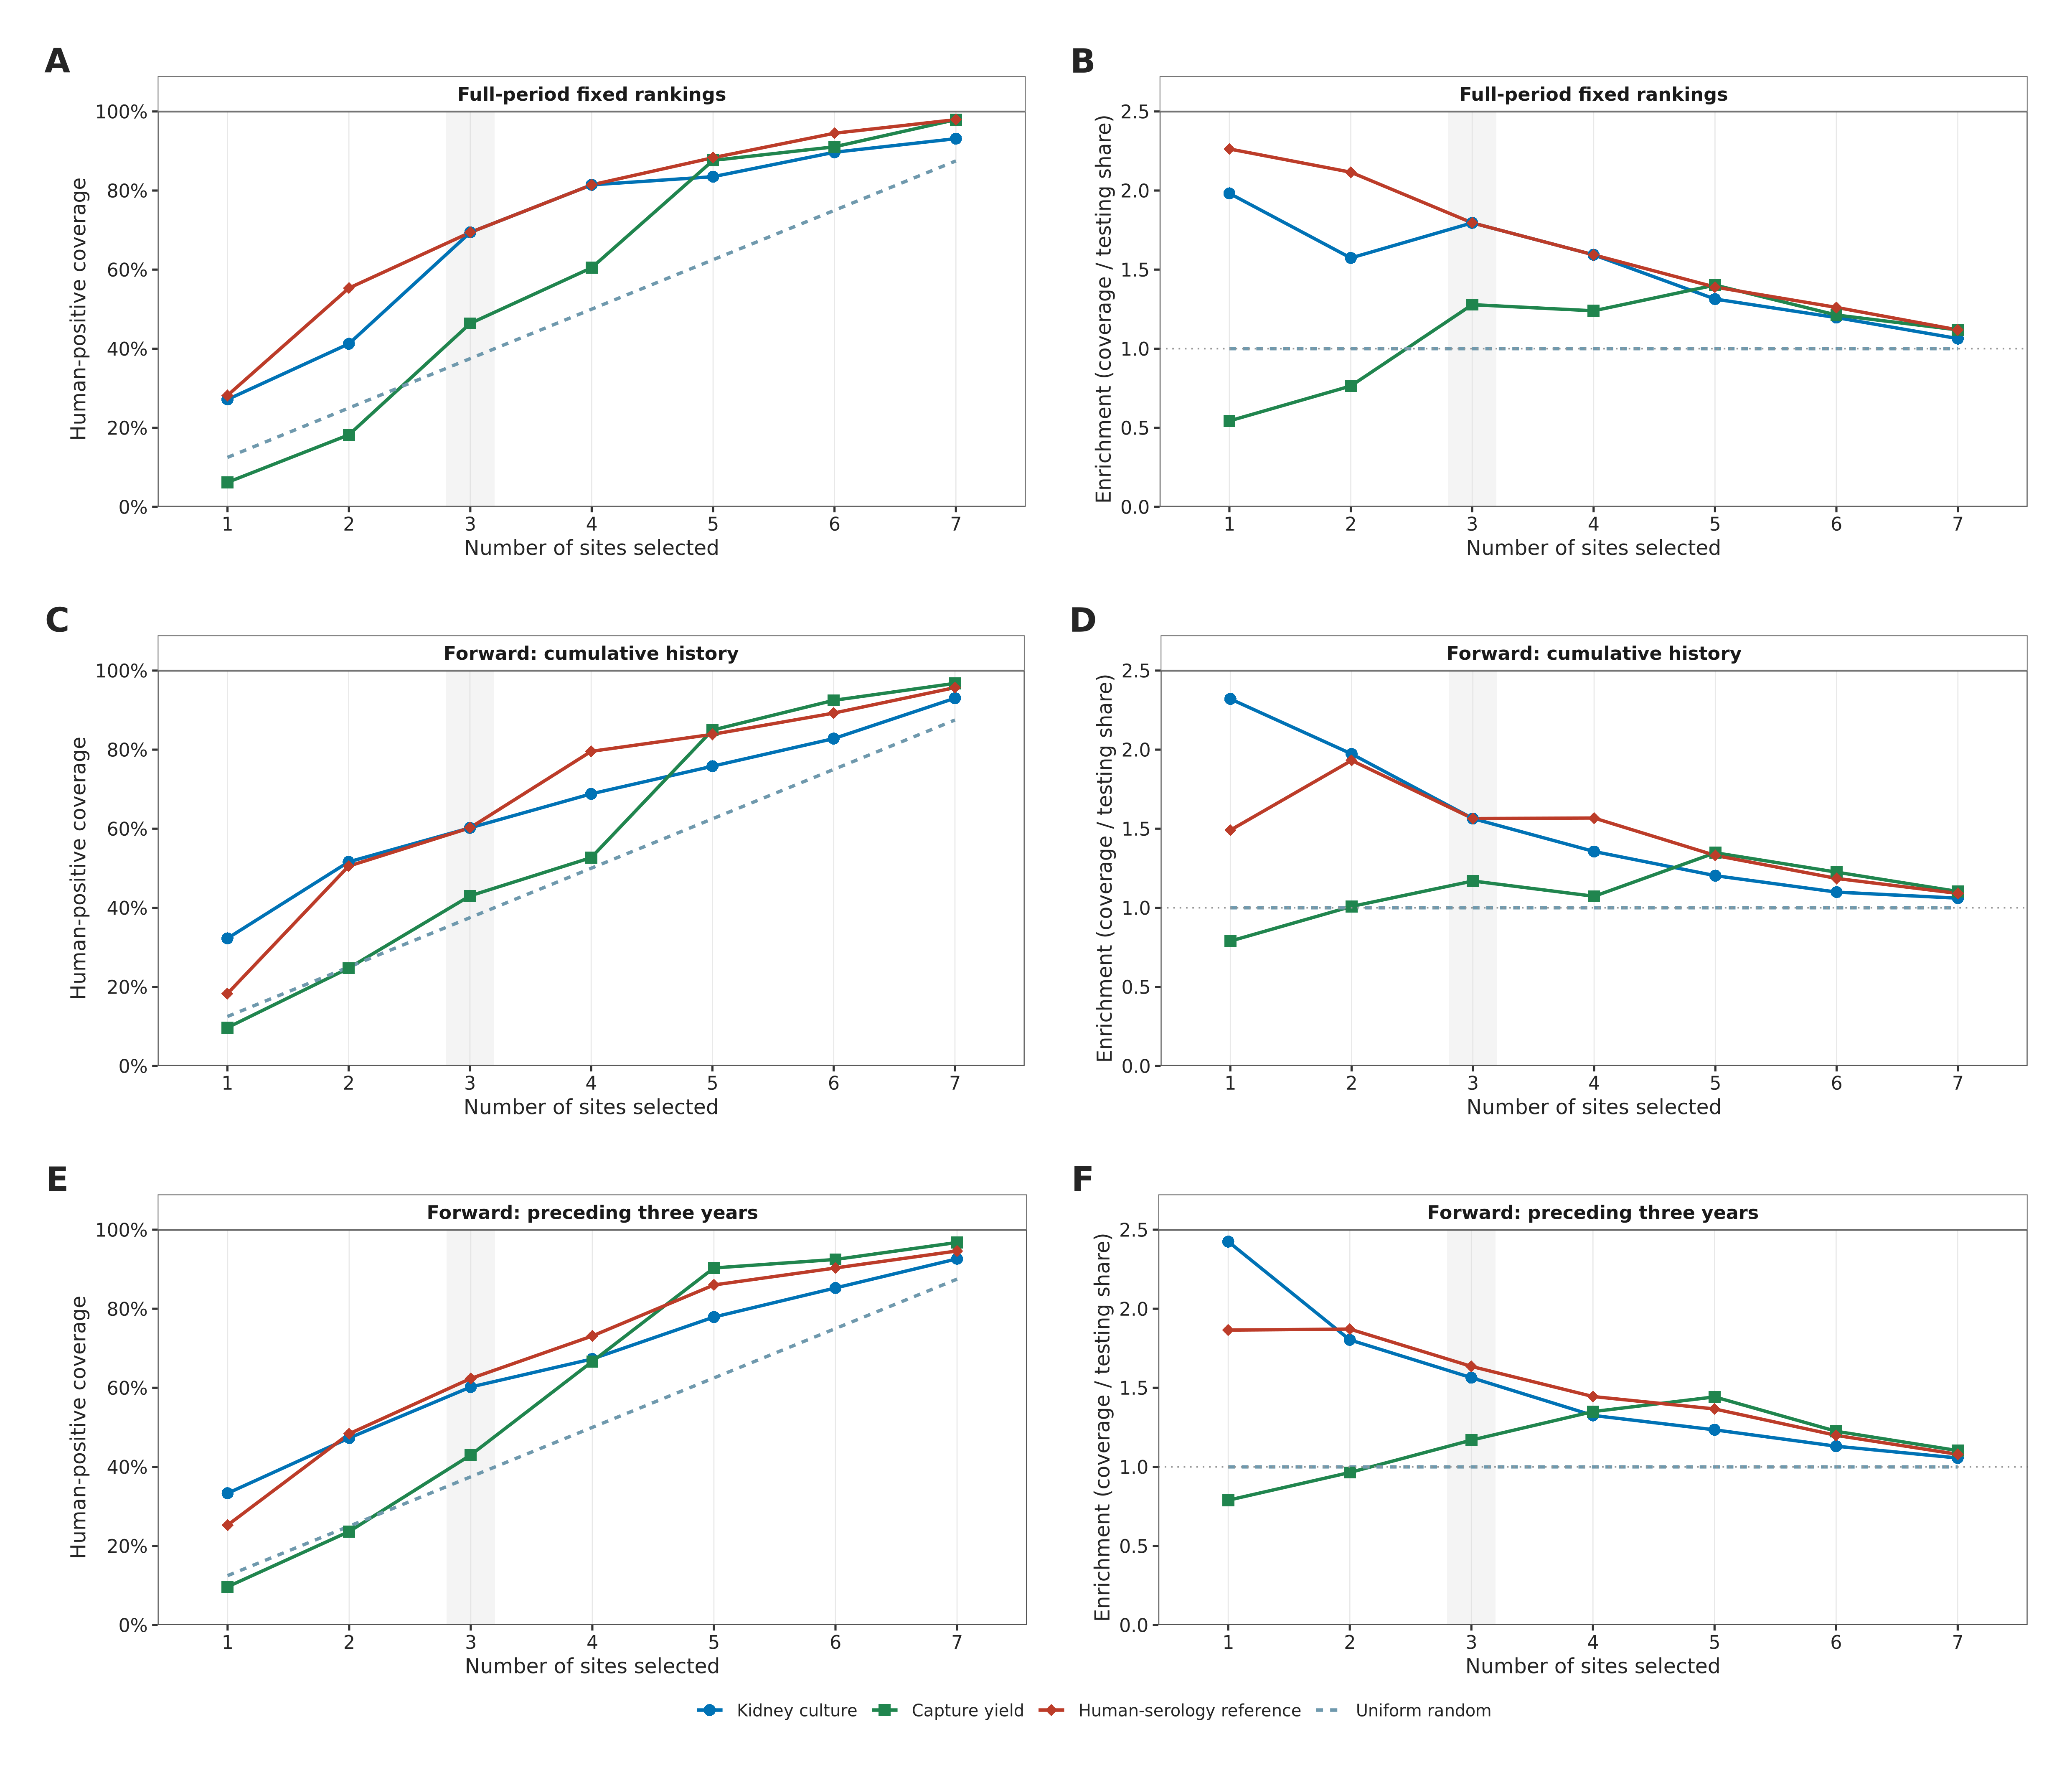 A
Full-period fixed rankings
Human-positive coverage
100%
80%
60%
40%
20%
0%
1 2 3 4 5 6 7
Number of sites selected
B
Full-period fixed rankings
Enrichment (coverage / testing share)
2.5
2.0
1.5
1.0
0.5
0.0
1 2 3 4 5 6 7
Number of sites selected
C
Forward: cumulative history
Human-positive coverage
100%
80%
60%
40%
20%
0%
1 2 3 4 5 6 7
Number of sites selected
D
Forward: cumulative history
Enrichment (coverage / testing share)
2.5
2.0
1.5
1.0
0.5
0.0
1 2 3 4 5 6 7
Number of sites selected
E
Forward: preceding three years
Human-positive coverage
100%
80%
60%
40%
20%
0%
1 2 3 4 5 6 7
Number of sites selected
F
Forward: preceding three years
Enrichment (coverage / testing share)
2.5
2.0
1.5
1.0
0.5
0.0
1 2 3 4 5 6 7
Number of sites selected
Kidney culture Capture yield Human-serology reference Uniform random